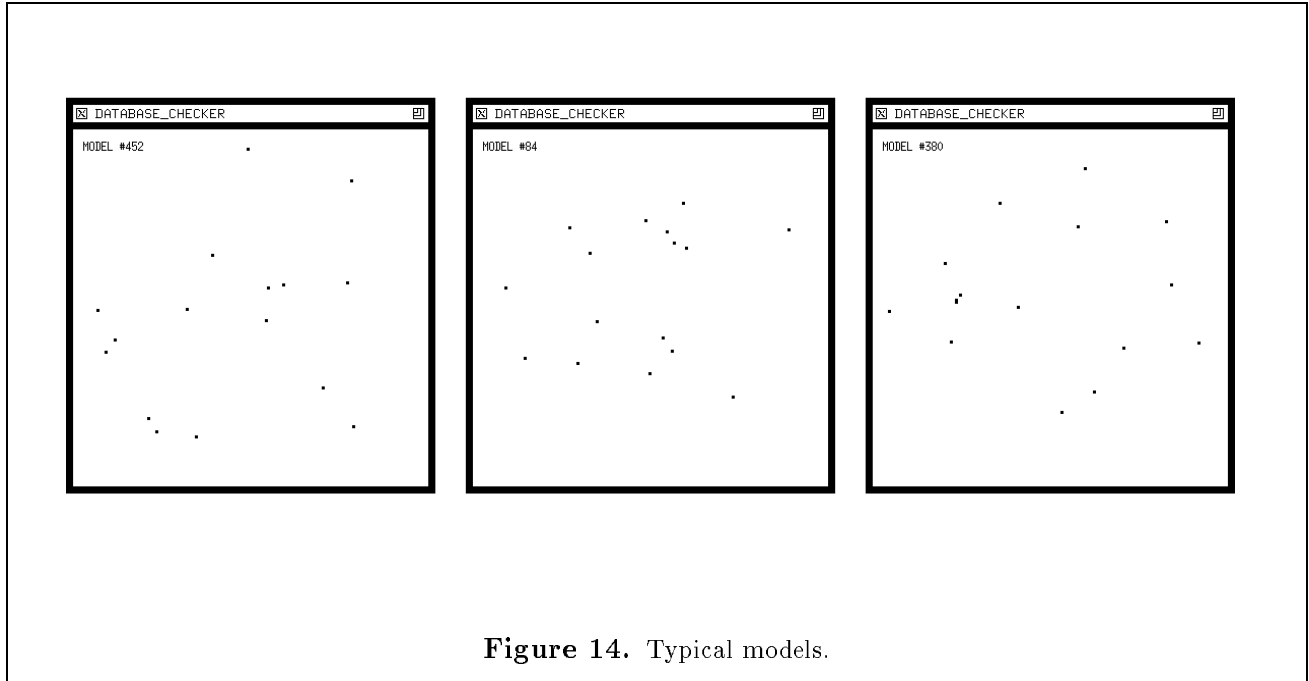 DATABASE_CHECKER
MODEL #452
DATABASE_CHECKER
MODEL #84
DATABASE_CHECKER
MODEL #380
Figure 14. Typical models.